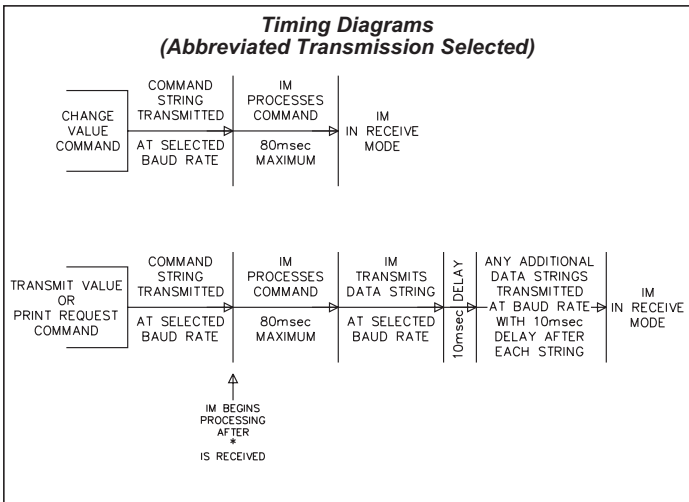 Timing Diagrams
(Abbreviated Transmission Selected)
CHANGE
VALUE
COMMAND
COMMAND
STRING
TRANSMITTED
AT SELECTED
BAUD RATE
IM
PROCESSES
COMMAND
80msec
MAXIMUM
IM
IN RECEIVE
MODE
TRANSMIT VALUE
OR
PRINT REQUEST
COMMAND
COMMAND
STRING
TRANSMITTED
AT SELECTED
BAUD RATE
IM
PROCESSES
COMMAND
80msec
MAXIMUM
IM
TRANSMITS
DATA STRING
AT SELECTED
BAUD RATE
10msec DELAY
ANY ADDITIONAL
DATA STRINGS
TRANSMITTED
AT BAUD RATE
WITH 10msec
DELAY AFTER
EACH STRING
IM
IN RECEIVE
MODE
IM BEGINS
PROCESSING
AFTER
*
IS RECEIVED